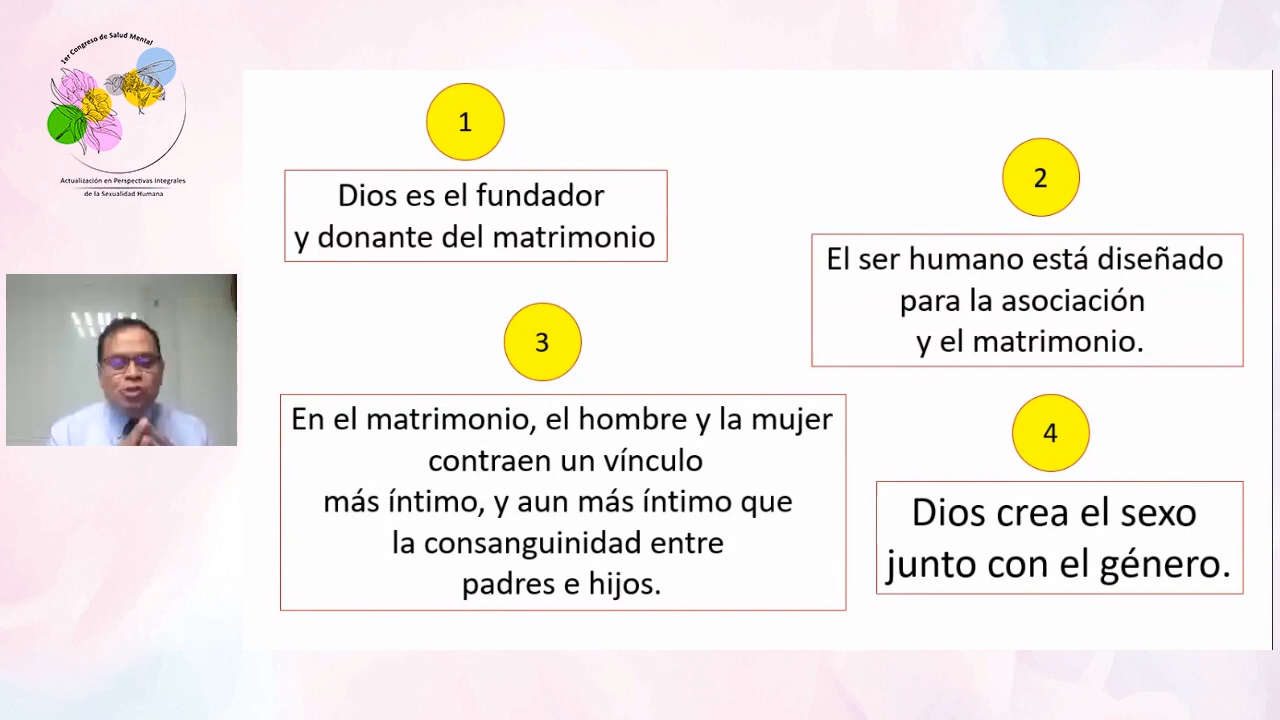 1er Congreso de Salud Mental
Actualización en Perspectivas Integrales
de la Sexualidad Humana
1
Dios es el fundador
y donante del matrimonio
2
El ser humano está diseñado
para la asociación
y el matrimonio.
3
En el matrimonio, el hombre y la mujer
contraen un vínculo
más íntimo, y aun más íntimo que
la consanguinidad entre
padres e hijos.
4
Dios crea el sexo
junto con el género.